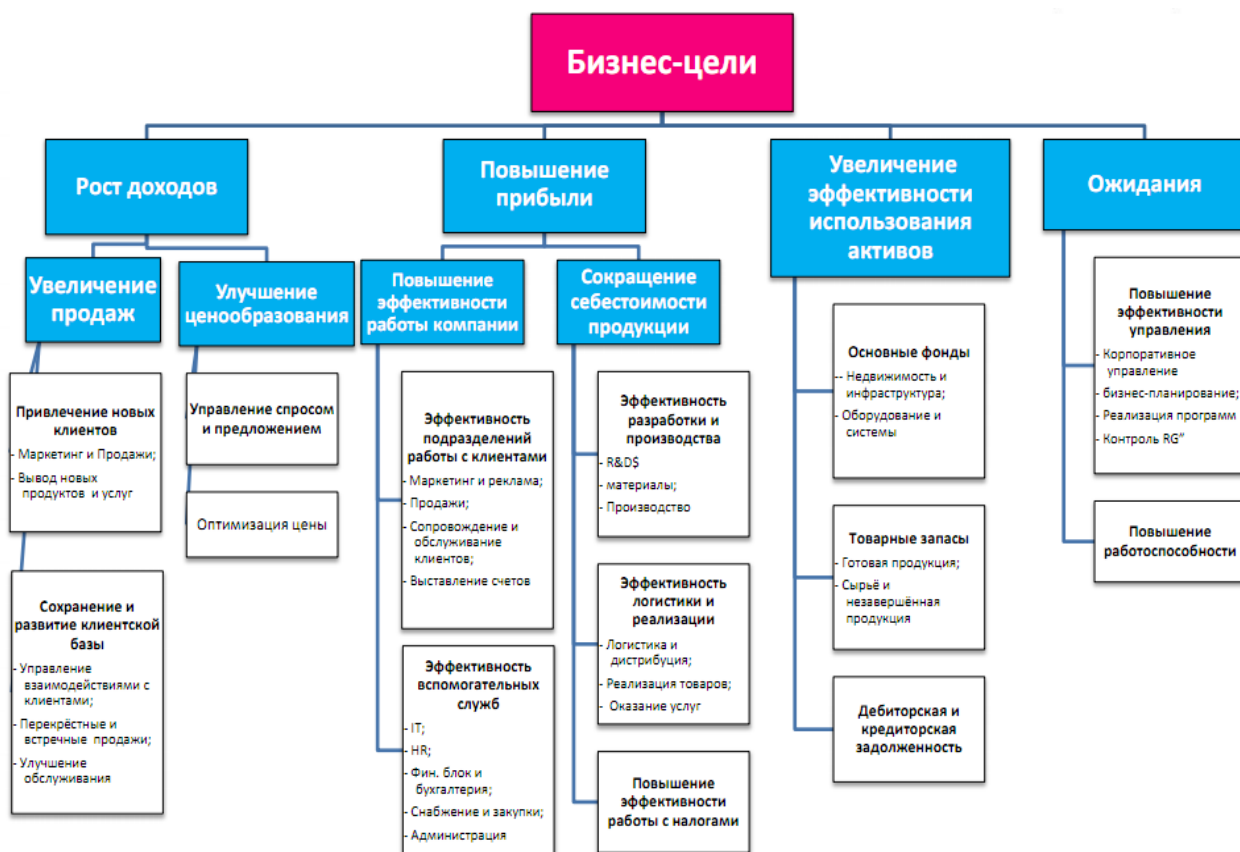 Бизнес-цели
Рост доходов
Повышение
прибыли
Увеличение
эффективности
использования
активов
Ожидания
Увеличение
продаж
Улучшение
ценообразования
Повышение
эффективности
работы компании
Сокращение
себестоимости
продукции
Привлечение новых
клиентов
- Маркетинг и Продажи;
- Вывод новых
продуктов и услуг
Сохранение и
развитие клиентской
базы
- Управление
взаимодействиями с
клиентами;
- Перекрёстные и
встречные продажи;
- Улучшение
обслуживания
Управление спросом
и предложением
Оптимизация цены
Эффективность
подразделений
работы с клиентами
- Маркетинг и реклама;
- Продажи;
- Сопровождение и
обслуживание
клиентов;
- Выставление счетов
Эффективность
вспомогательных
служб
- IT;
- HR;
- Фин. блок и
бухгалтерия;
- Снабжение и закупки;
- Администрация
Эффективность
разработки и
производства
- R&D$
- материалы;
- Производство
Эффективность
логистики и
реализации
- Логистика и
дистрибуция;
- Реализация товаров;
- Оказание услуг
Повышение
эффективности
работы с налогами
Основные фонды
-- Недвижимость и
инфраструктура;
- Оборудование и
системы
Товарные запасы
- Готовая продукция;
- Сырьё и
незавершённая
продукция
Дебиторская и
кредиторская
задолженность
Повышение
эффективности
управления
- Корпоративное
управление
- бизнес-планирование;
- Реализация программ
- Контроль RG”
Повышение
работоспособности